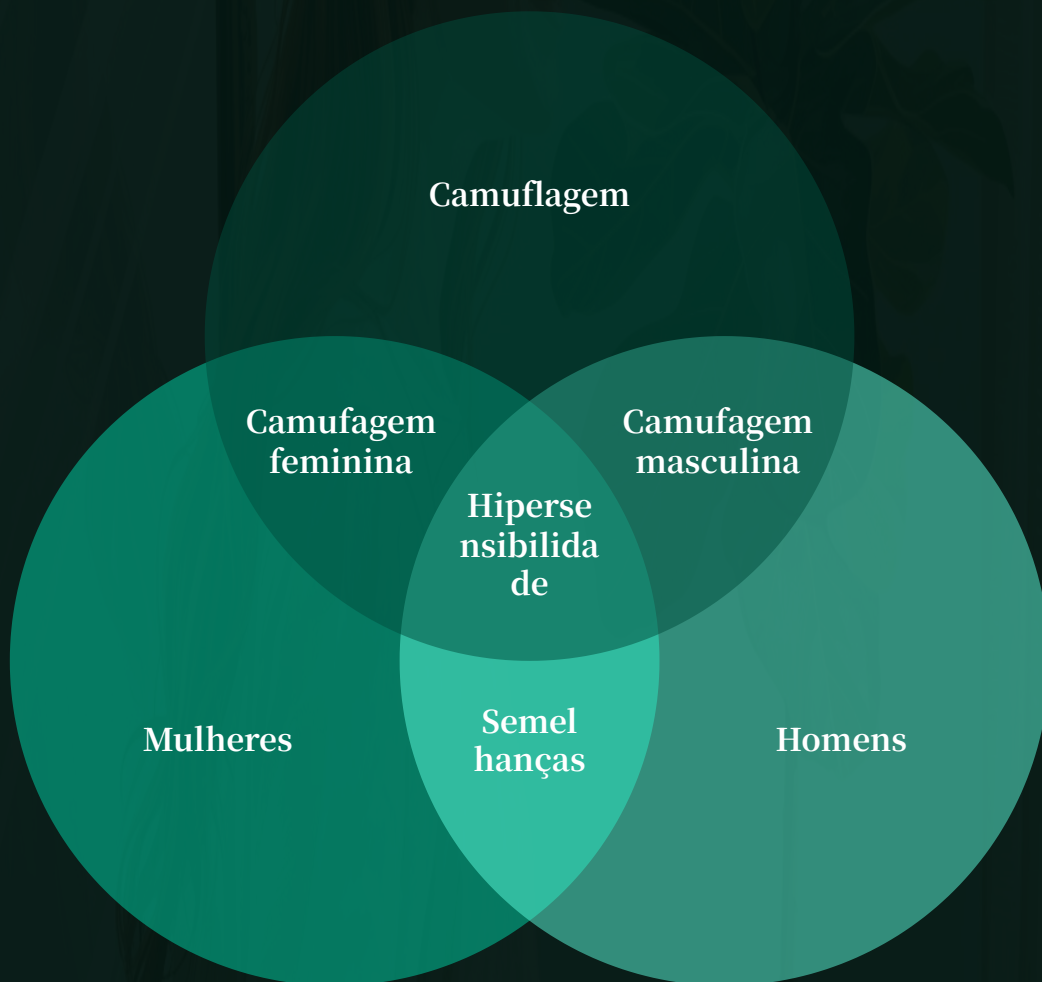 Camuflagem
Camufagem
feminina
Camufagem
masculina
Hiperse
nsibilida
de
Semel
hanças
Mulheres
Homens